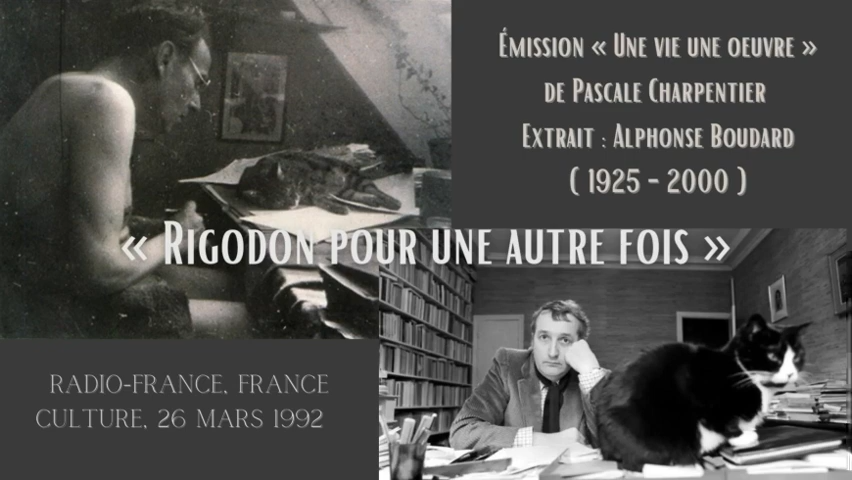 Émission « Une vie une oeuvre »
de Pascale Charpentier
Extrait : Alphonse Boudard
( 1925 - 2000 )
« Rigodon pour une autre fois »
RADIO-FRANCE, FRANCE
CULTURE, 26 MARS 1992